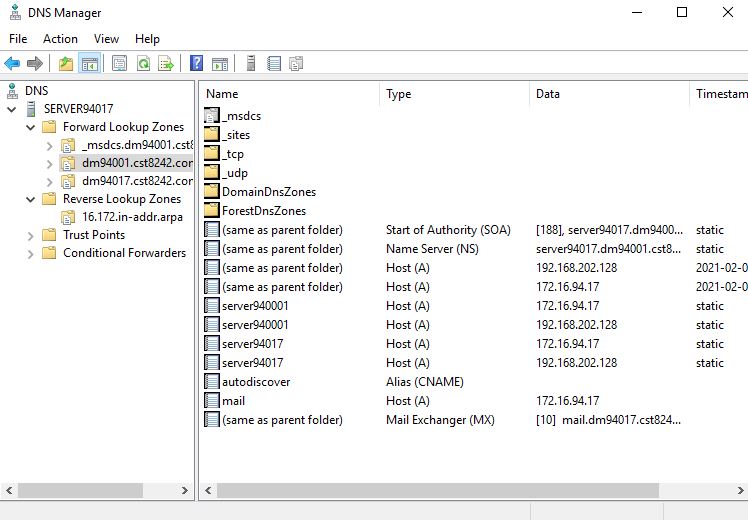 DNS Manager
File Action View Help
DNS
SERVER94017
Forward Lookup Zones
_msdcs.dm94001.cst8
dm94001.cst8242.cor
dm94017.cst8242.cor
Reverse Lookup Zones
16.172.in-addr.arpa
Trust Points
Conditional Forwarders
Name Type Data Timestam
_msdcs
_sites
_tcp
_udp
DomainDnsZones
ForestDnsZones
(same as parent folder) Start of Authority (SOA) [188], server94017.dm9400... static
(same as parent folder) Name Server (NS) server94017.dm94001.cst8... static
(same as parent folder) Host (A) 192.168.202.128 2021-02-0
(same as parent folder) Host (A) 172.16.94.17 2021-02-0
server940001 Host (A) 172.16.94.17 static
server940001 Host (A) 192.168.202.128 static
server94017 Host (A) 172.16.94.17 static
server94017 Host (A) 192.168.202.128 static
autodiscover Alias (CNAME)
mail Host (A) 172.16.94.17
(same as parent folder) Mail Exchanger (MX) [10] mail.dm94017.cst824...